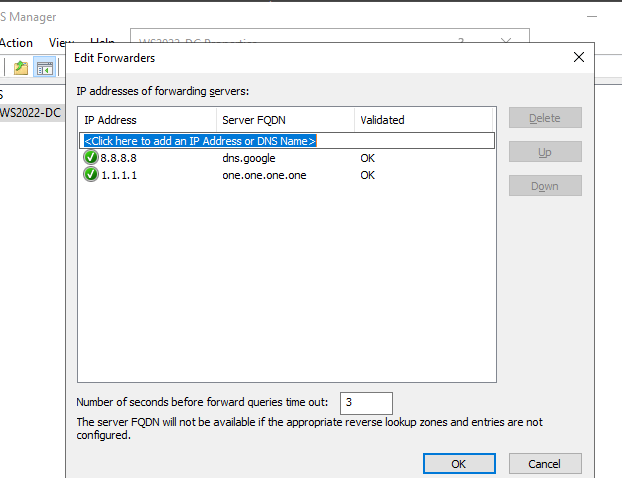 S Manager
Action View Help
WS2022-DC Properties ?
S
WS2022-DC
Edit Forwarders
IP addresses of forwarding servers:
IP Address Server FQDN Validated
<Click here to add an IP Address or DNS Name>
8.8.8.8 dns.google OK
1.1.1.1 one.one.one.one OK
Delete
Up
Down
Number of seconds before forward queries time out: 3
The server FQDN will not be available if the appropriate reverse lookup zones and entries are not
configured.
OK Cancel